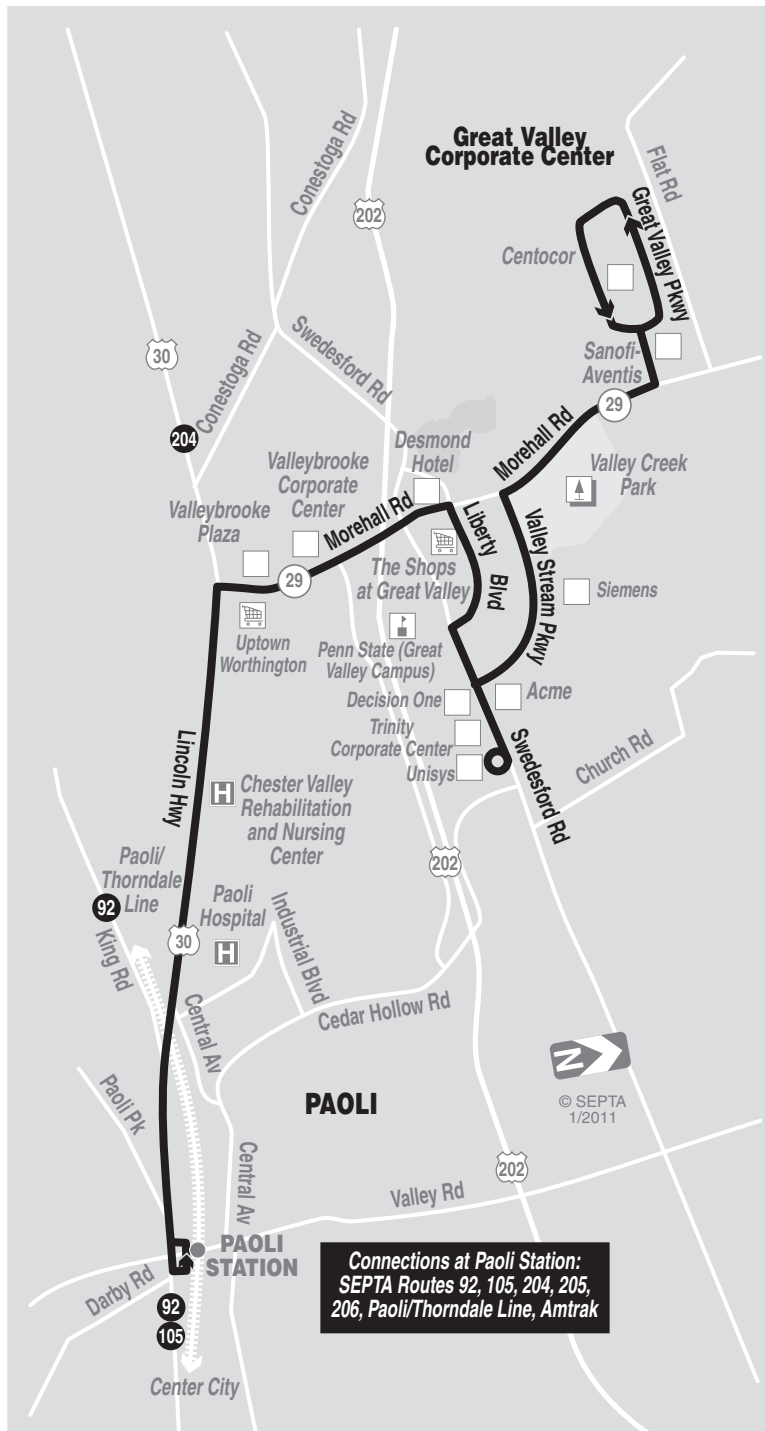 Great Valley
Corporate Center
Conestoga Rd
202
Flat Rd
Great Valley Pkwy
Centocor
Sanofi-
Aventis
30
Conestoga Rd
Swedesford Rd
204
29
Morehall Rd
Desmond
Hotel
Valleybrooke
Corporate
Center
Valley Creek
Park
Valleybrooke
Plaza
Morehall Rd
Liberty
Blvd
Valley Stream Pkwy
The Shops
at Great Valley
29
Siemens
Uptown
Worthington
Penn State (Great
Valley Campus)
Decision One
Acme
Trinity
Corporate Center
Unisys
Swedesford Rd
Church Rd
Lincoln Hwy
H
Chester Valley
Rehabilitation
and Nursing
Center
202
Paoli/
Thorndale
Line
92
Paoli
Hospital
H
King Rd
30
Industrial Blvd
Central Av
Cedar Hollow Rd
N
© SEPTA
1/2011
Paoli Pk
PAOLI
Central Av
202
Valley Rd
PAOLI
STATION
Darby Rd
92
105
Center City
Connections at Paoli Station:
SEPTA Routes 92, 105, 204, 205,
206, Paoli/Thorndale Line, Amtrak